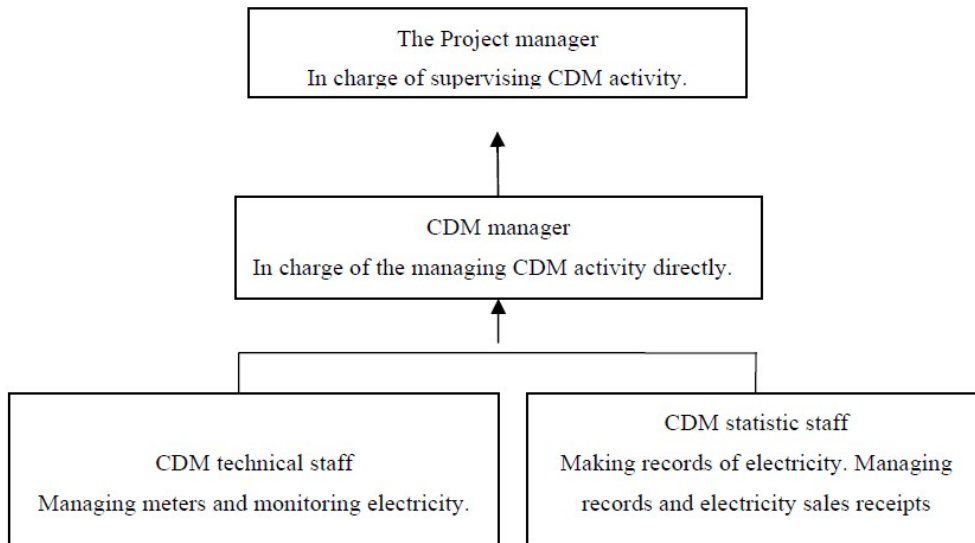 The Project manager
In charge of supervising CDM activity.
CDM manager
In charge of the managing CDM activity directly.
CDM technical staff
Managing meters and monitoring electricity.
CDM statistic staff
Making records of electricity. Managing
records and electricity sales receipts